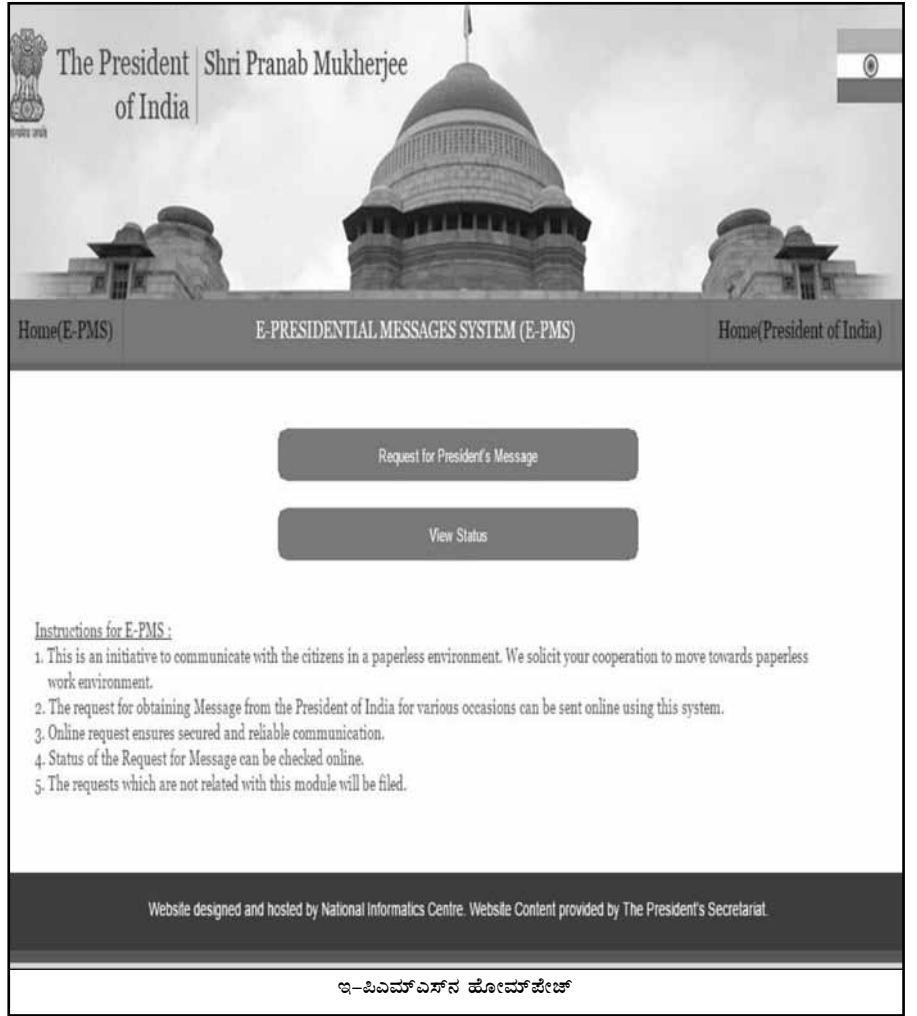 The President | Shri Pranab Mukherjee
of India
सत्यमेव जयते
Home(E-PMS) E-PRESIDENTIAL MESSAGES SYSTEM (E-PMS) Home(President of India)
Request for President's Message
View Status
Instructions for E-PMS :
1. This is an initiative to communicate with the citizens in a paperless environment. We solicit your cooperation to move towards paperless
work environment.
2. The request for obtaining Message from the President of India for various occasions can be sent online using this system.
3. Online request ensures secured and reliable communication.
4. Status of the Request for Message can be checked online.
5. The requests which are not related with this module will be filed.
Website designed and hosted by National Informatics Centre. Website Content provided by The President's Secretariat.
ಇ–ಪಿಎಮ್‌ಎಸ್‌ನ ಹೋಮ್‌ಪೇಜ್